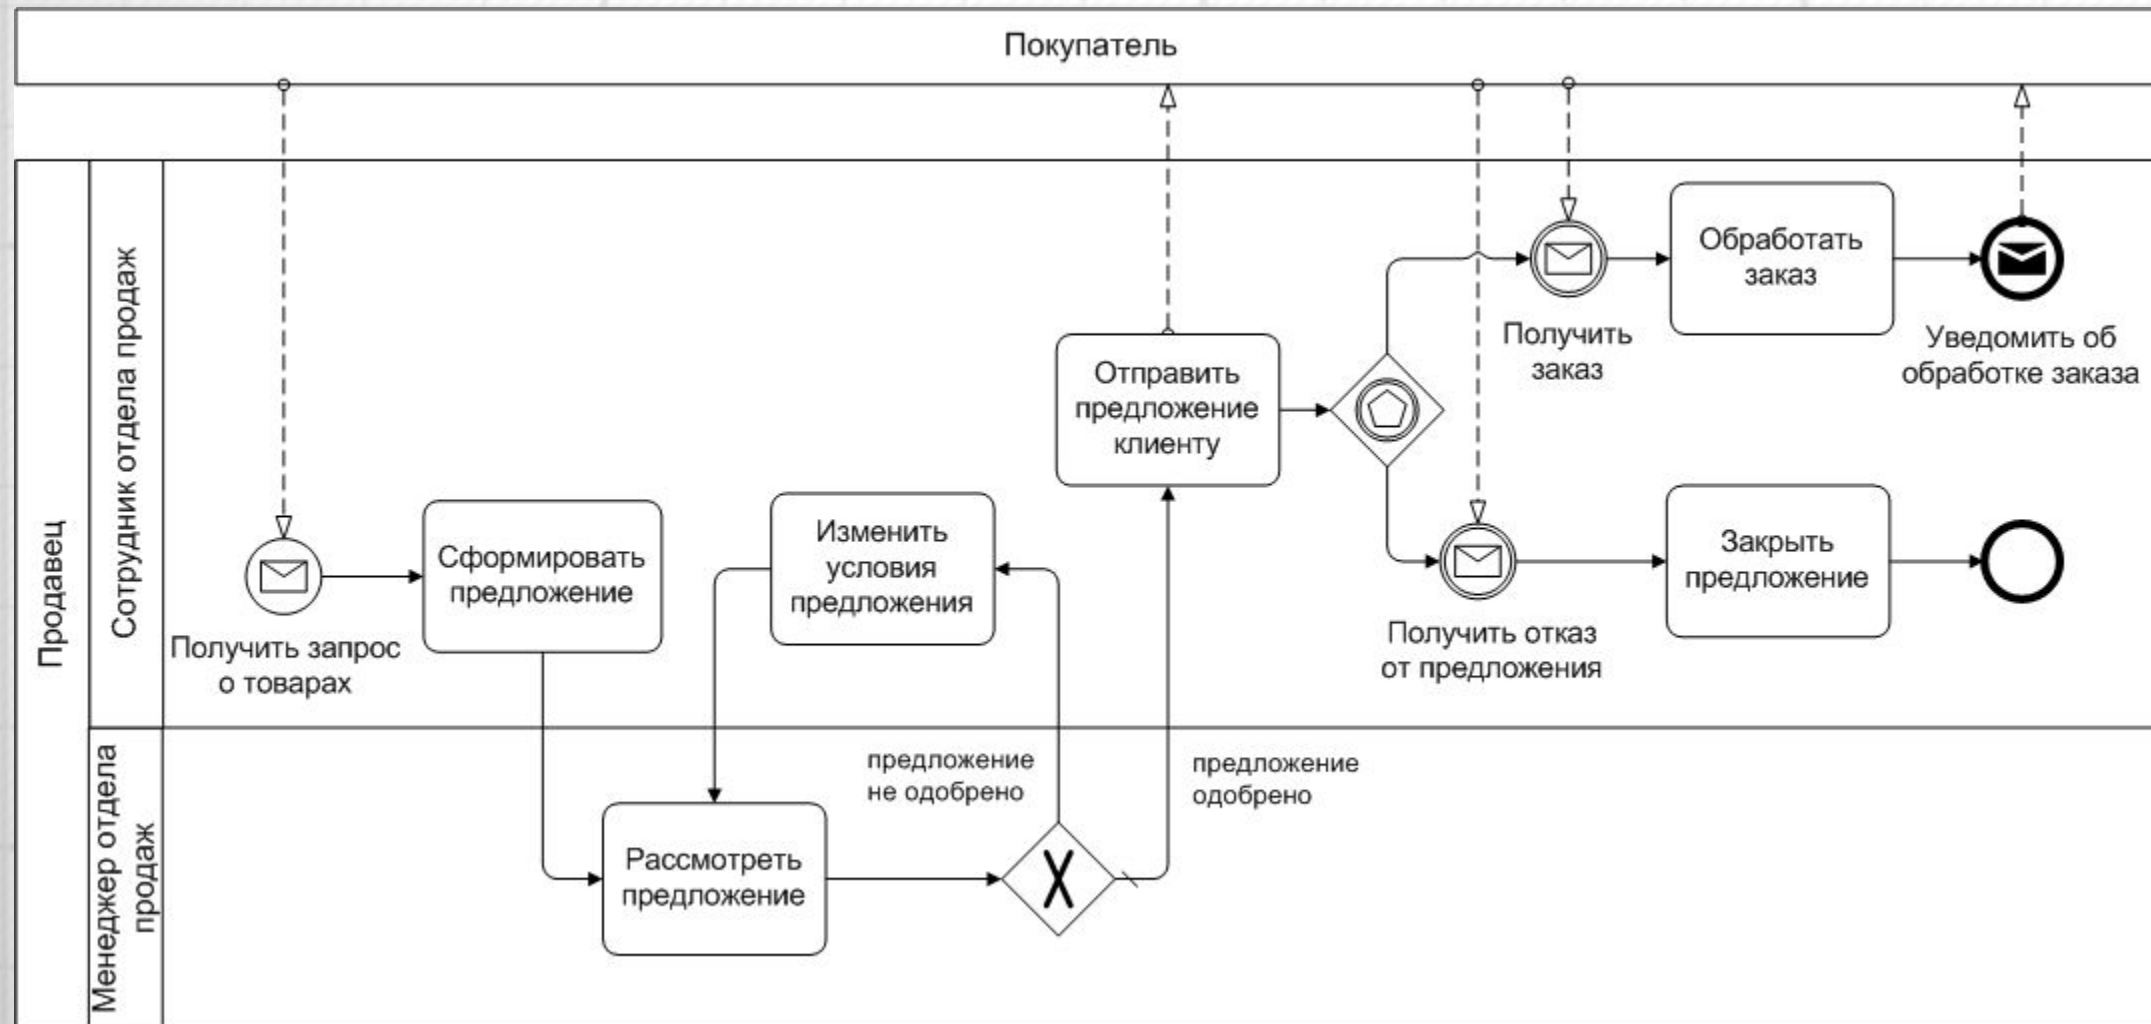 Покупатель
Продавец
Сотрудник отдела продаж
Менеджер отдела
продаж
Получить запрос
о товарах
Сформировать
предложение
Изменить
условия
предложения
Рассмотреть
предложение
предложение
не одобрено
предложение
одобрено
Отправить
предложение
клиенту
Получить
заказ
Обработать
заказ
Уведомить об
обработке заказа
Получить отказ
от предложения
Закрыть
предложение